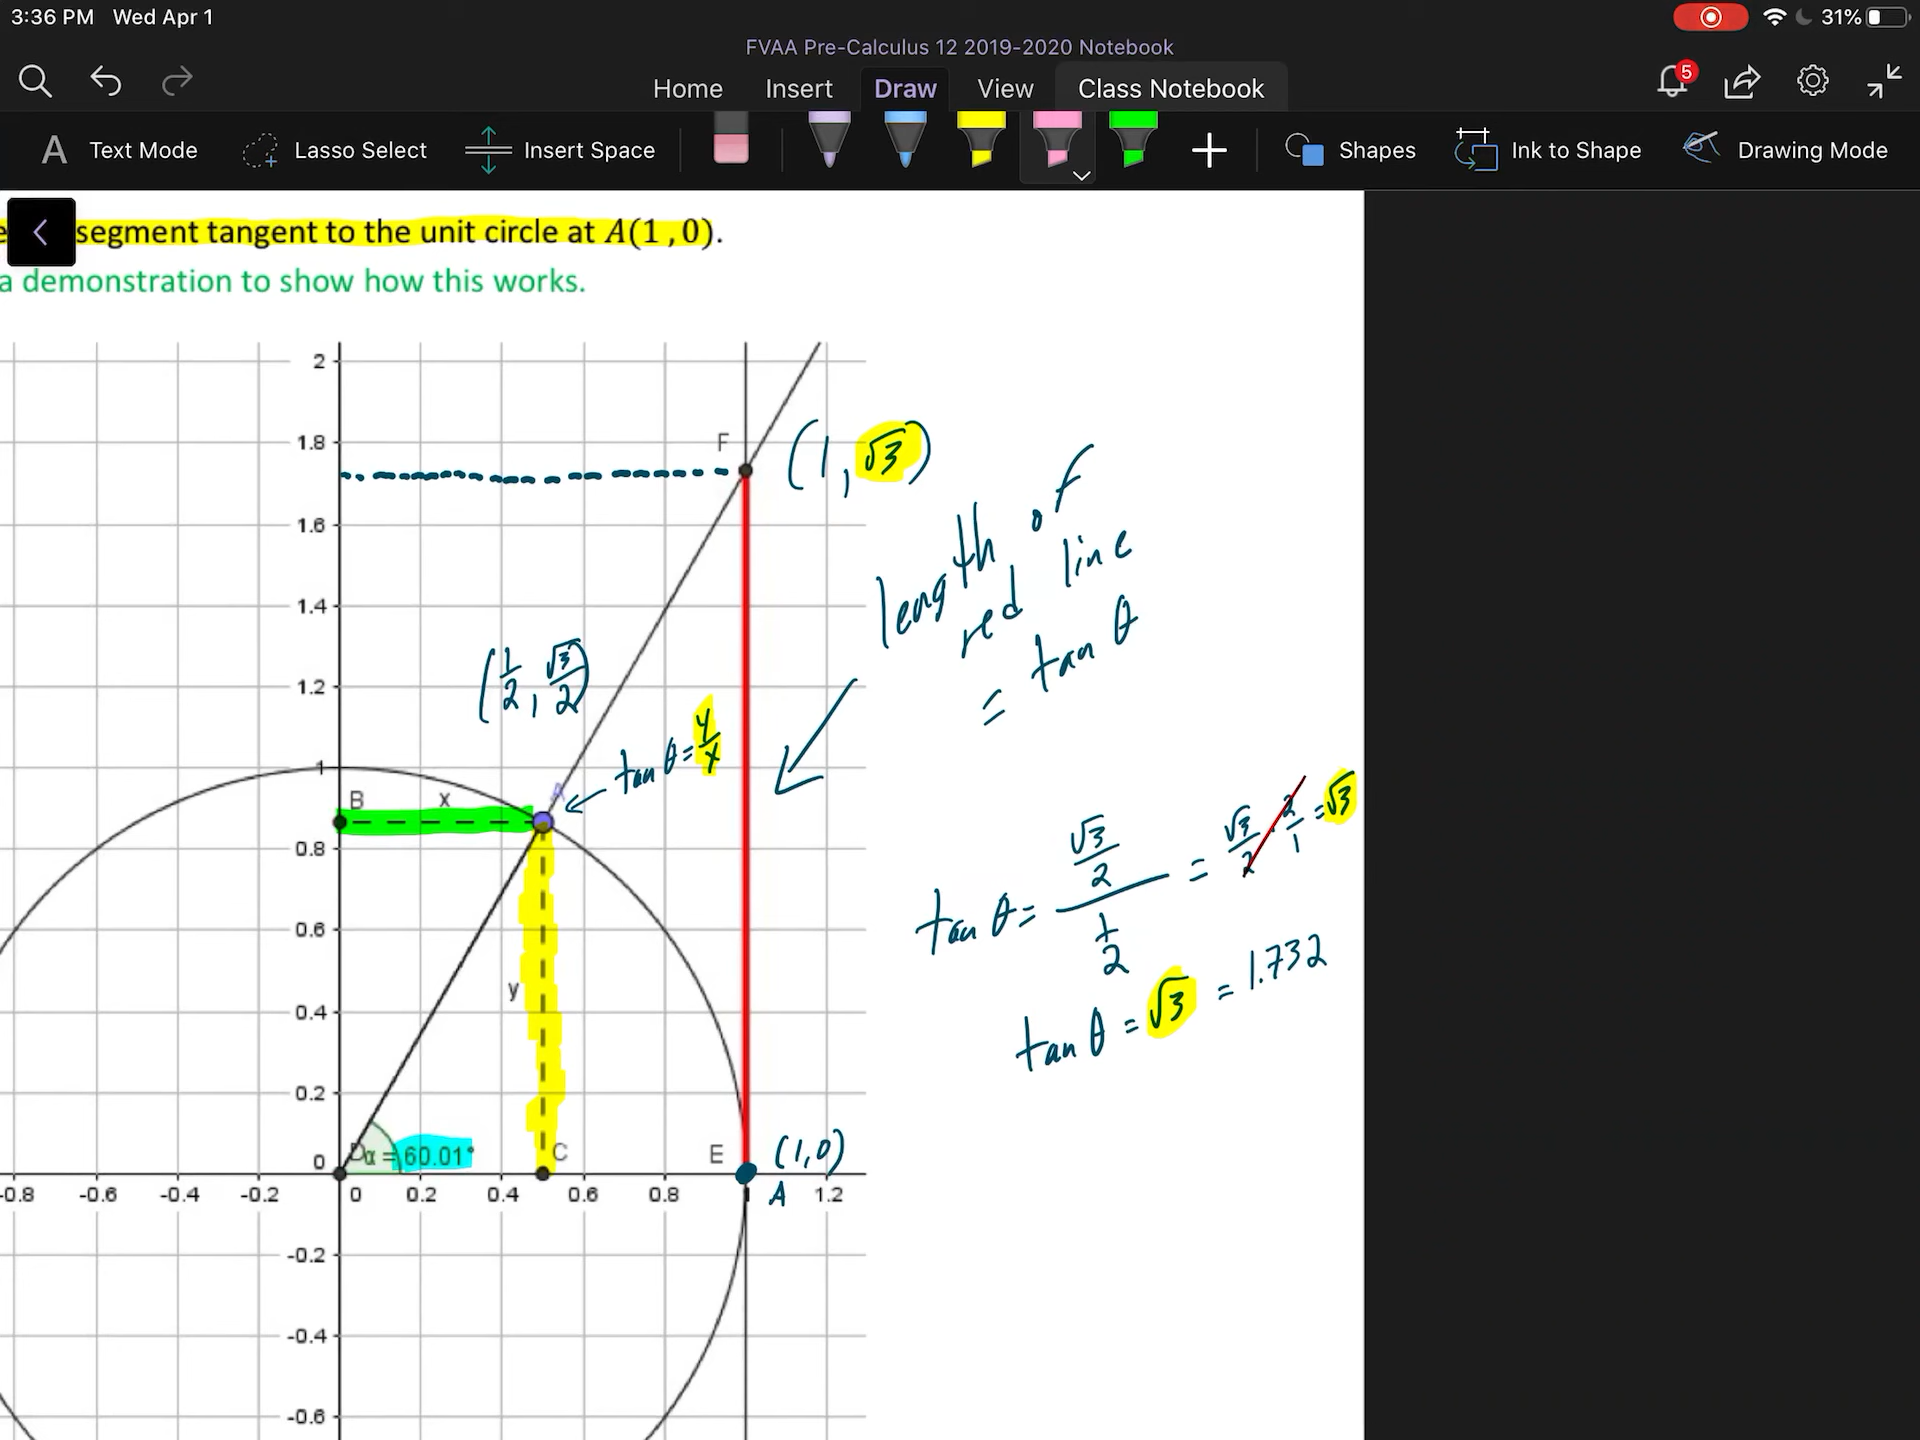 3:36 PM Wed Apr 1
31%
FVAA Pre-Calculus 12 2019-2020 Notebook
Home Insert Draw View Class Notebook
5
Text Mode Lasso Select Insert Space Shapes Ink to Shape Drawing Mode
segment tangent to the unit circle at A(1 , 0).
a demonstration to show how this works.
2
1.8
F
(1, √3)
1.6
length of
red line
= tan θ
1.4
(1/2, √3/2)
1.2
tan θ = y/x
1
B x A
0.8
tan θ = (√3/2)/(1/2) = √3/2 · 2/1 = √3
0.6
y
0.4
tan θ = √3 = 1.732
0.2
D α = 60.01° C E (1,0)
0
-0.8 -0.6 -0.4 -0.2 0 0.2 0.4 0.6 0.8 1 A 1.2
-0.2
-0.4
-0.6